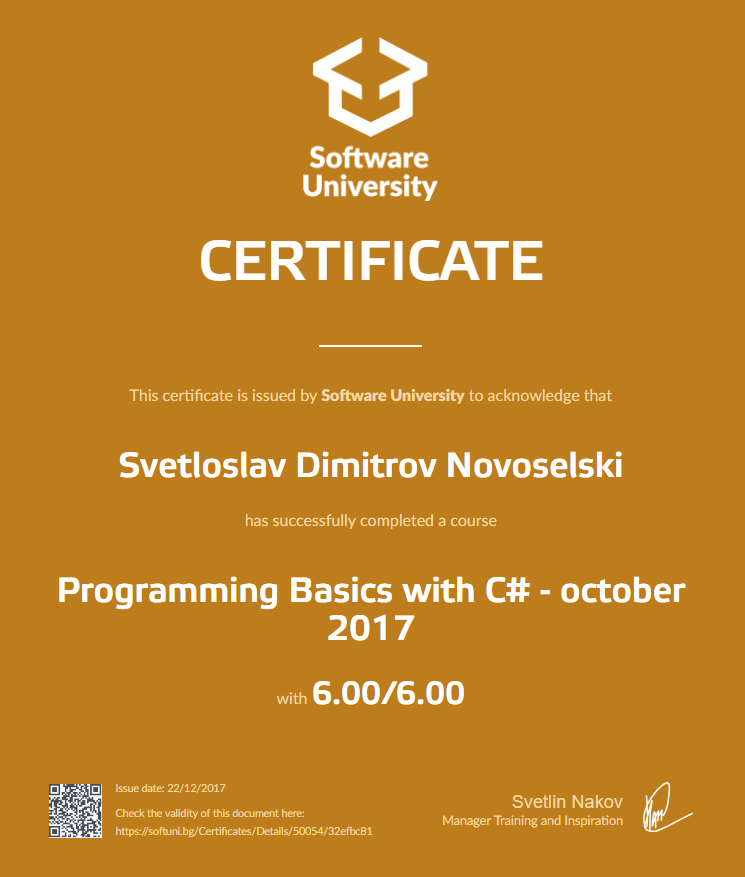 Software
University
CERTIFICATE
This certificate is issued by Software University to acknowledge that
Svetloslav Dimitrov Novoselski
has successfully completed a course
Programming Basics with C# - october
2017
with 6.00/6.00
Issue date: 22/12/2017
Check the validity of this document here:
https://softuni.bg/Certificates/Details/50054/32efbc81
Svetlin Nakov
Manager Training and Inspiration